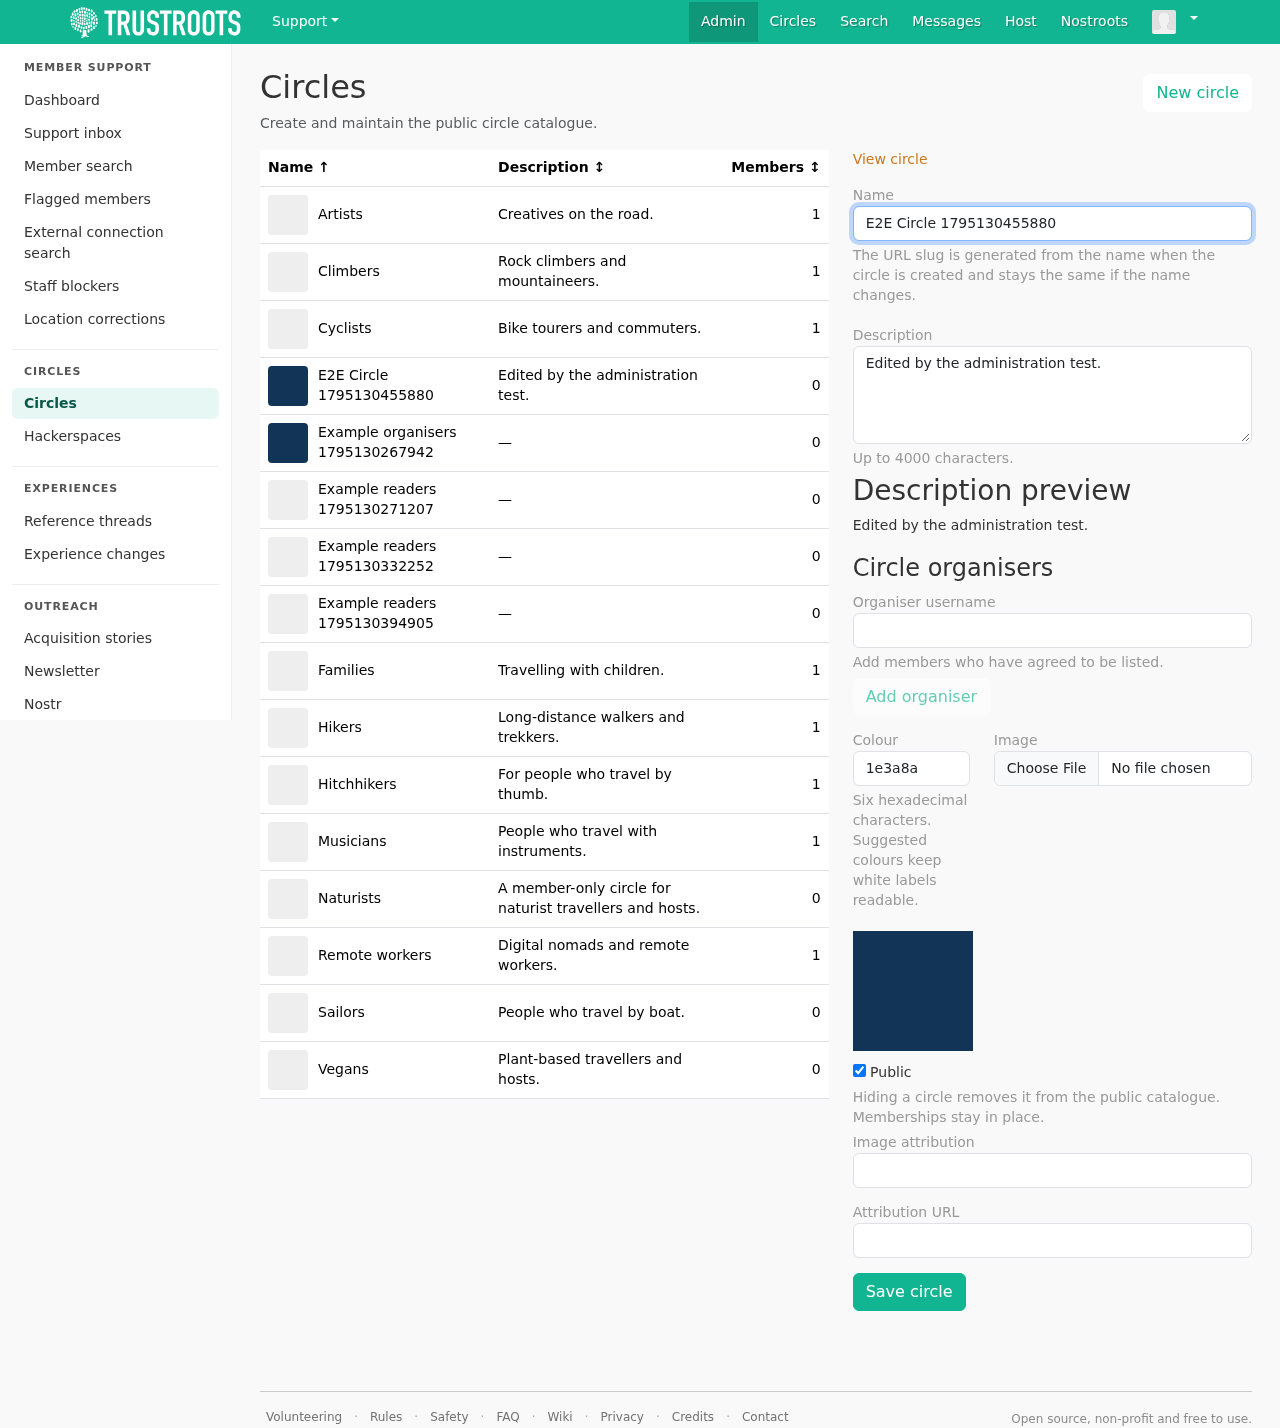 TRUSTROOTS
Support
Admin
Circles
Search
Messages
Host
Nostroots
MEMBER SUPPORT
Dashboard
Support inbox
Member search
Flagged members
External connection
search
Staff blockers
Location corrections
CIRCLES
Circles
Hackerspaces
EXPERIENCES
Reference threads
Experience changes
OUTREACH
Acquisition stories
Newsletter
Nostr
Circles
New circle
Create and maintain the public circle catalogue.
Name ↑ Description ↕ Members ↕
Artists Creatives on the road. 1
Climbers Rock climbers and
mountaineers. 1
Cyclists Bike tourers and commuters. 1
E2E Circle
1795130455880
Edited by the administration
test.
0
Example organisers
1795130267942
—
0
Example readers
1795130271207
—
0
Example readers
1795130332252
—
0
Example readers
1795130394905
—
0
Families Travelling with children. 1
Hikers Long-distance walkers and
trekkers. 1
Hitchhikers For people who travel by
thumb. 1
Musicians People who travel with
instruments. 1
Naturists A member-only circle for
naturist travellers and hosts. 0
Remote workers Digital nomads and remote
workers. 1
Sailors People who travel by boat. 0
Vegans Plant-based travellers and
hosts. 0
View circle
Name
E2E Circle 1795130455880
The URL slug is generated from the name when the
circle is created and stays the same if the name
changes.
Description
Edited by the administration test.
Up to 4000 characters.
Description preview
Edited by the administration test.
Circle organisers
Organiser username
Add members who have agreed to be listed.
Add organiser
Colour
1e3a8a
Six hexadecimal
characters.
Suggested
colours keep
white labels
readable.
Image
Choose File No file chosen
Public
Hiding a circle removes it from the public catalogue.
Memberships stay in place.
Image attribution
Attribution URL
Save circle
Volunteering · Rules · Safety · FAQ · Wiki · Privacy · Credits · Contact
Open source, non-profit and free to use.